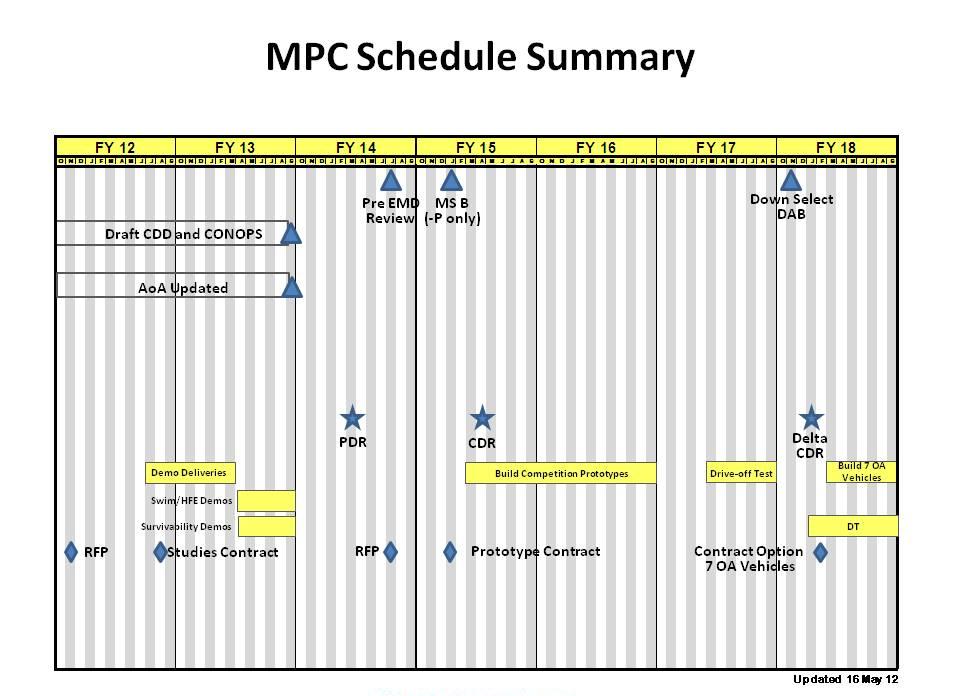 MPC Schedule Summary
FY 12 FY 13 FY 14 FY 15 FY 16 FY 17 FY 18
O N D J F M A M J J A S O N D J F M A M J J A S O N D J F M A M J J A S O N D J F M A M J J A S O N D J F M A M J J A S O N D J F M A M J J A S O N D J F M A M J J A S
Pre EMD
Review
MS B
(-P only)
Down Select
DAB
Draft CDD and CONOPS
AoA Updated
PDR
CDR
Delta
CDR
Demo Deliveries
Build Competition Prototypes
Drive-off Test
Build 7 OA
Vehicles
Swim/HFE Demos
Survivability Demos
DT
RFP
Studies Contract
RFP
Prototype Contract
Contract Option
7 OA Vehicles
Updated 16 May 12